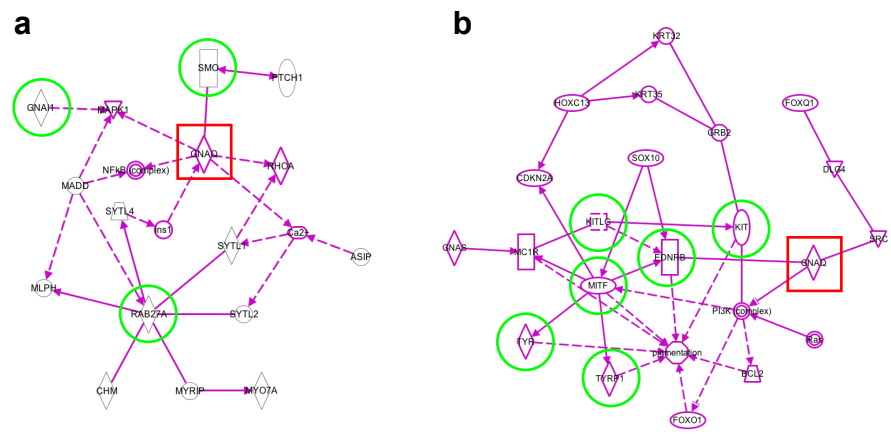 a
b
SMO
PTCH1
GNAI1
MAPK1
GNAQ
NFkB (complex)
RHOA
MADD
SYTL4
Ins1
SYTL1
Ca2+
ASIP
MLPH
RAB27A
SYTL2
CHM
MYRIP
MYO7A
KRT32
HOXC13
KRT35
FOXQ1
GRB2
SOX10
CDKN2A
DLG4
KITLG
KIT
GNAS
MC1R
EDNRB
GNAQ
SRC
MITF
PI3K (complex)
TYR
pigmentation
Ras
TYRP1
BCL2
FOXO1